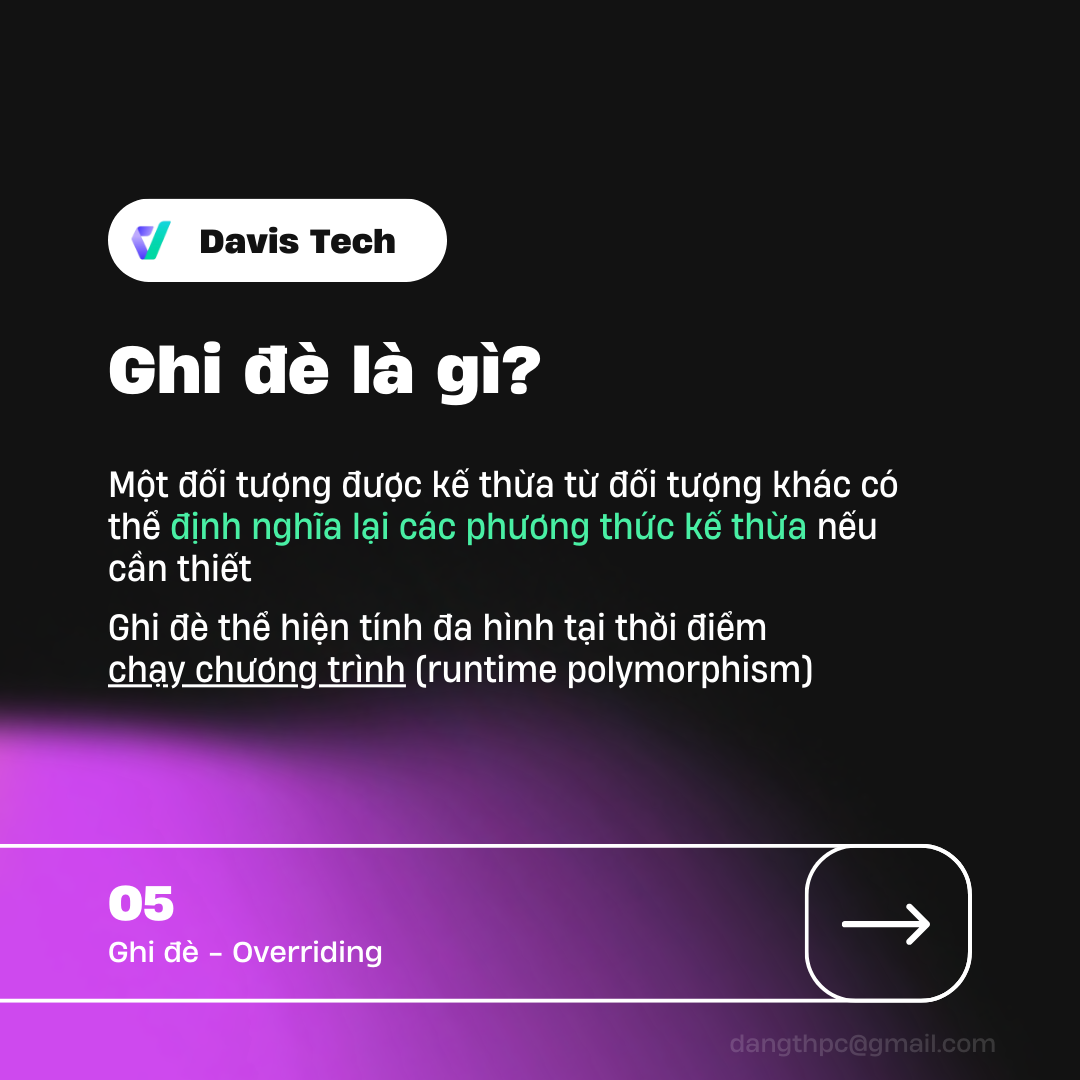 Davis Tech
Ghi đè là gì?
Một đối tượng được kế thừa từ đối tượng khác có
thể định nghĩa lại các phương thức kế thừa nếu
cần thiết
Ghi đè thể hiện tính đa hình tại thời điểm
chạy chương trình (runtime polymorphism)
05
Ghi đè - Overriding
dangthpc@gmail.com